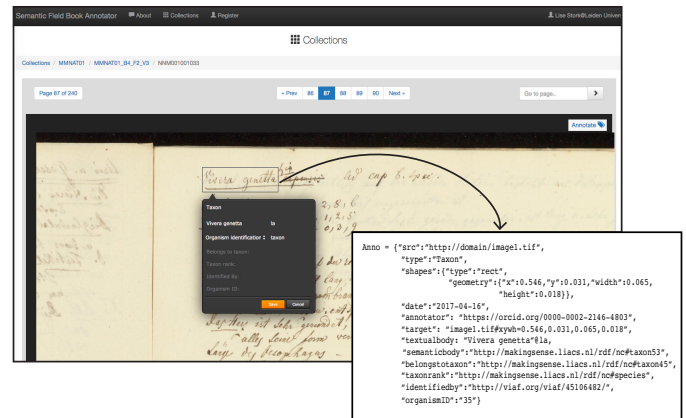 Semantic Field Book Annotator About Collections Register Lise Stork@Leiden Univer
Collections
Collections / MMNAT01 / MMNAT01_B4_F2_V3 / NNM001001033
Page 87 of 240 « Prev 86 87 88 89 90 Next » Go to page..
Annotate
Vivera genetta ad cap b. spei.
Taxon
Vivera genetta la
Organism identification taxon
Belongs to taxon:
Taxon rank:
Identified by:
Organism ID:
Save Cancel
alles
Anno = {"src":"http://domain/image1.tif",
"type":"Taxon",
"shapes":{"type":"rect",
"geometry":{"x":0.546,"y":0.031,"width":0.065,
"height":0.018}},
"date":"2017-04-16",
"annotator": "https://orcid.org/0000-0002-2146-4803",
"target": "image1.tif#xywh=0.546,0.031,0.065,0.018",
"textualbody: "Vivera genetta"@la,
"semanticbody":"http://makingsense.liacs.nl/rdf/nc#taxon53",
"belongstotaxon":"http://makingsense.liacs.nl/rdf/nc#taxon45",
"taxonrank":"http://makingsense.liacs.nl/rdf/nc#species",
"identifiedby":"http://viaf.org/viaf/45106482/",
"organismID":"35"}